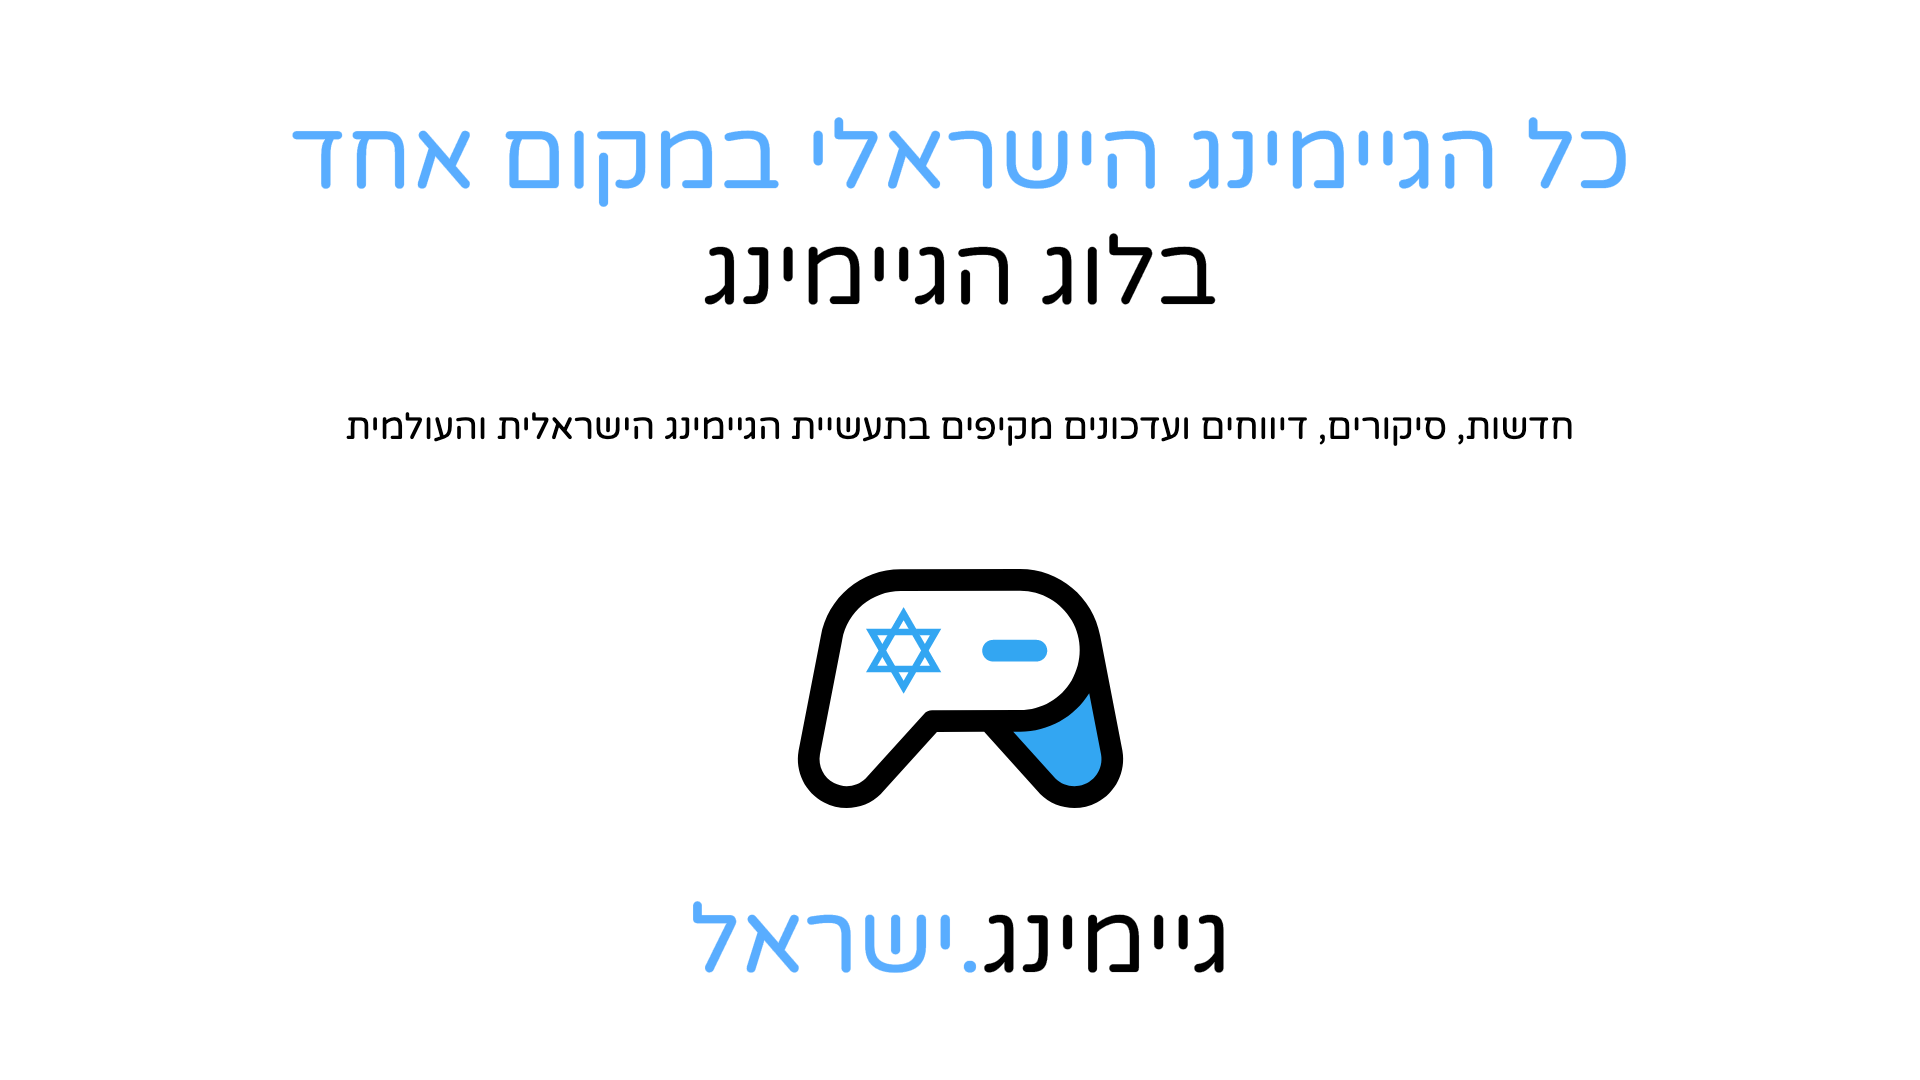 כל הגיימינג הישראלי במקום אחד
בלוג הגיימינג
חדשות, סיקורים, דיווחים ועדכונים מקיפים בתעשיית הגיימינג הישראלית והעולמית
גיימינג.ישראל